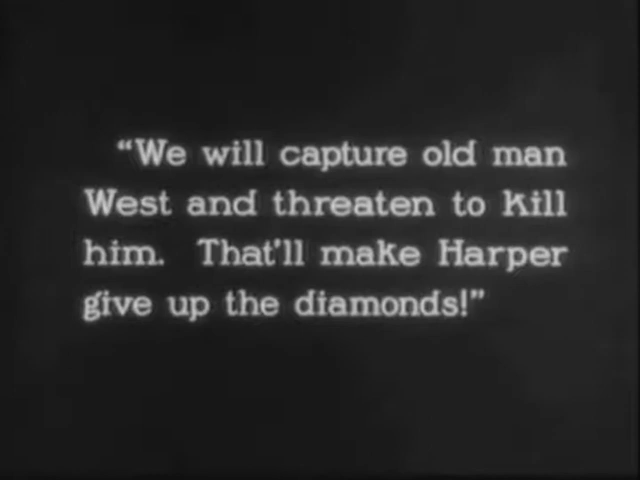 “We will capture old man
West and threaten to kill
him. That'll make Harper
give up the diamonds!”